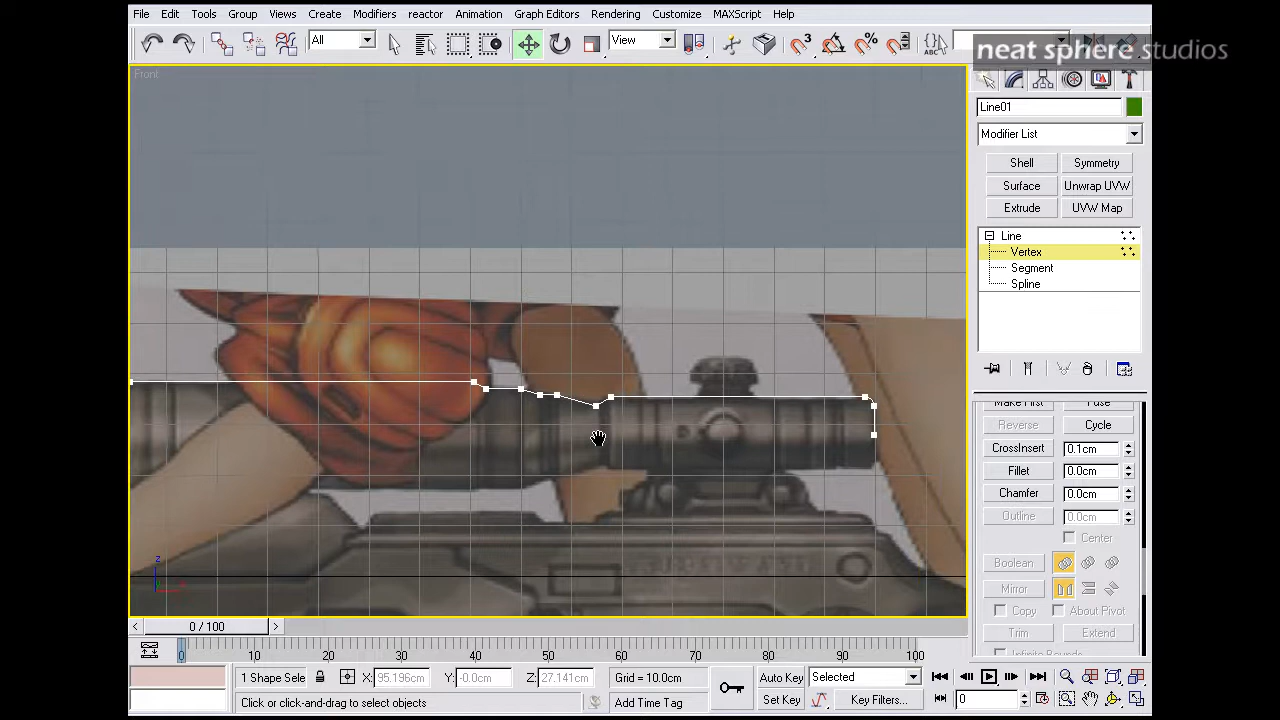 File Edit Tools Group Views Create Modifiers reactor Animation Graph Editors Rendering Customize MAXScript Help
All View
neat sphere studios
Front
Line01
Modifier List
Shell Symmetry
Surface Unwrap UVW
Extrude UVW Map
Line
Vertex
Segment
Spline
Make First Fuse
Reverse Cycle
CrossInsert 0.1cm
Fillet 0.0cm
Chamfer 0.0cm
Outline 0.0cm
Center
Boolean
Mirror
Copy About Pivot
Trim Extend
Infinite Bounds
z
0 / 100
0 10 20 30 40 50 60 70 80 90 100
1 Shape Sele X: 95.196cm Y: -0.0cm Z: 27.141cm Grid = 10.0cm Auto Key Selected
Click or click-and-drag to select objects Add Time Tag Set Key Key Filters... 0